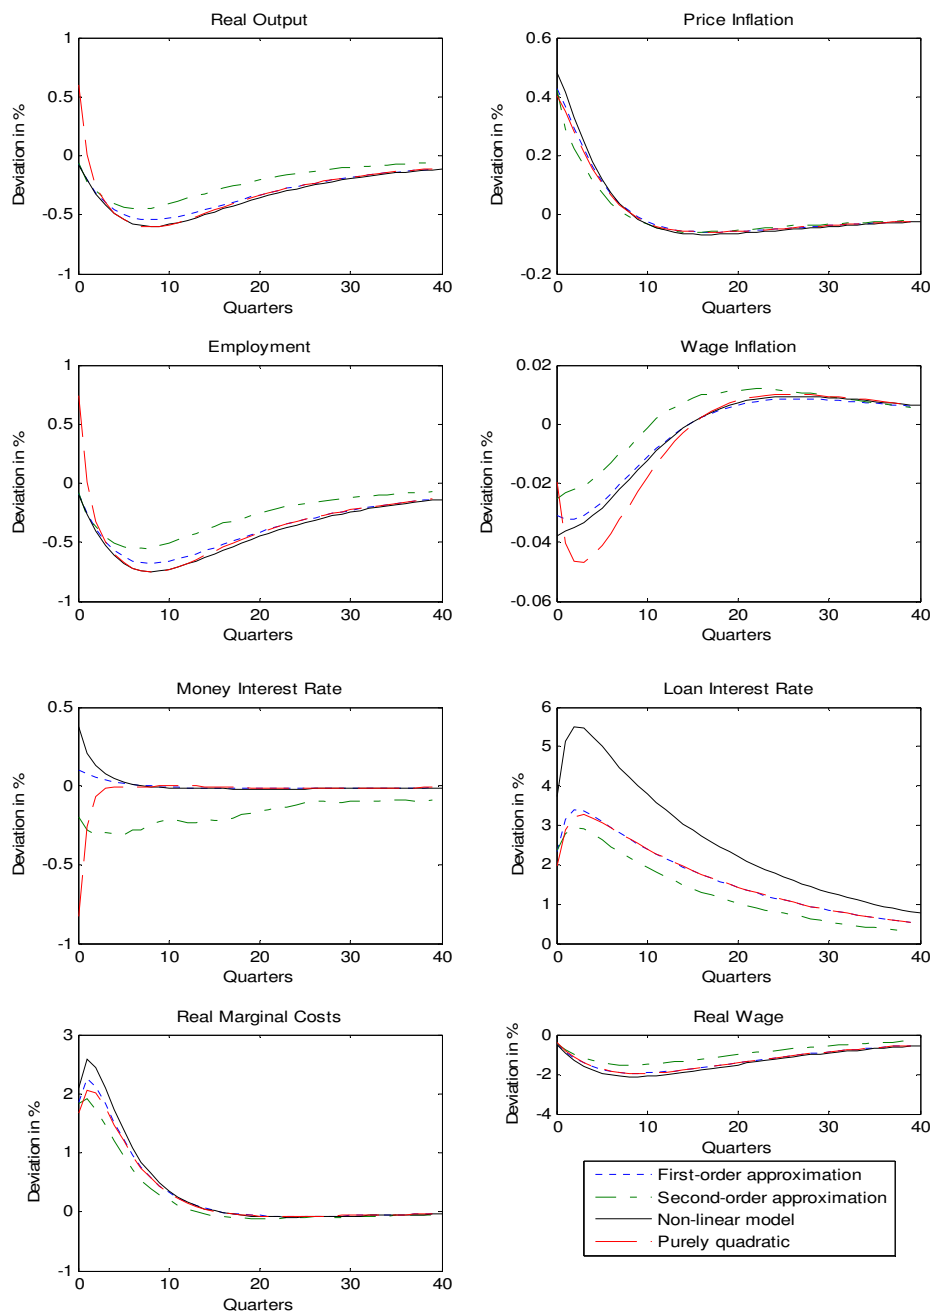 Real Output
Deviation in %
1
0.5
0
-0.5
-1
0 10 20 30 40
Quarters
Price Inflation
Deviation in %
0.6
0.4
0.2
0
-0.2
0 10 20 30 40
Quarters
Employment
Deviation in %
1
0.5
0
-0.5
-1
0 10 20 30 40
Quarters
Wage Inflation
Deviation in %
0.02
0
-0.02
-0.04
-0.06
0 10 20 30 40
Quarters
Money Interest Rate
Deviation in %
0.5
0
-0.5
-1
0 10 20 30 40
Quarters
Loan Interest Rate
Deviation in %
6
5
4
3
2
1
0
0 10 20 30 40
Quarters
Real Marginal Costs
Deviation in %
3
2
1
0
-1
0 10 20 30 40
Quarters
Real Wage
Deviation in %
0
-2
-4
0 10 20 30 40
Quarters
First-order approximation
Second-order approximation
Non-linear model
Purely quadratic